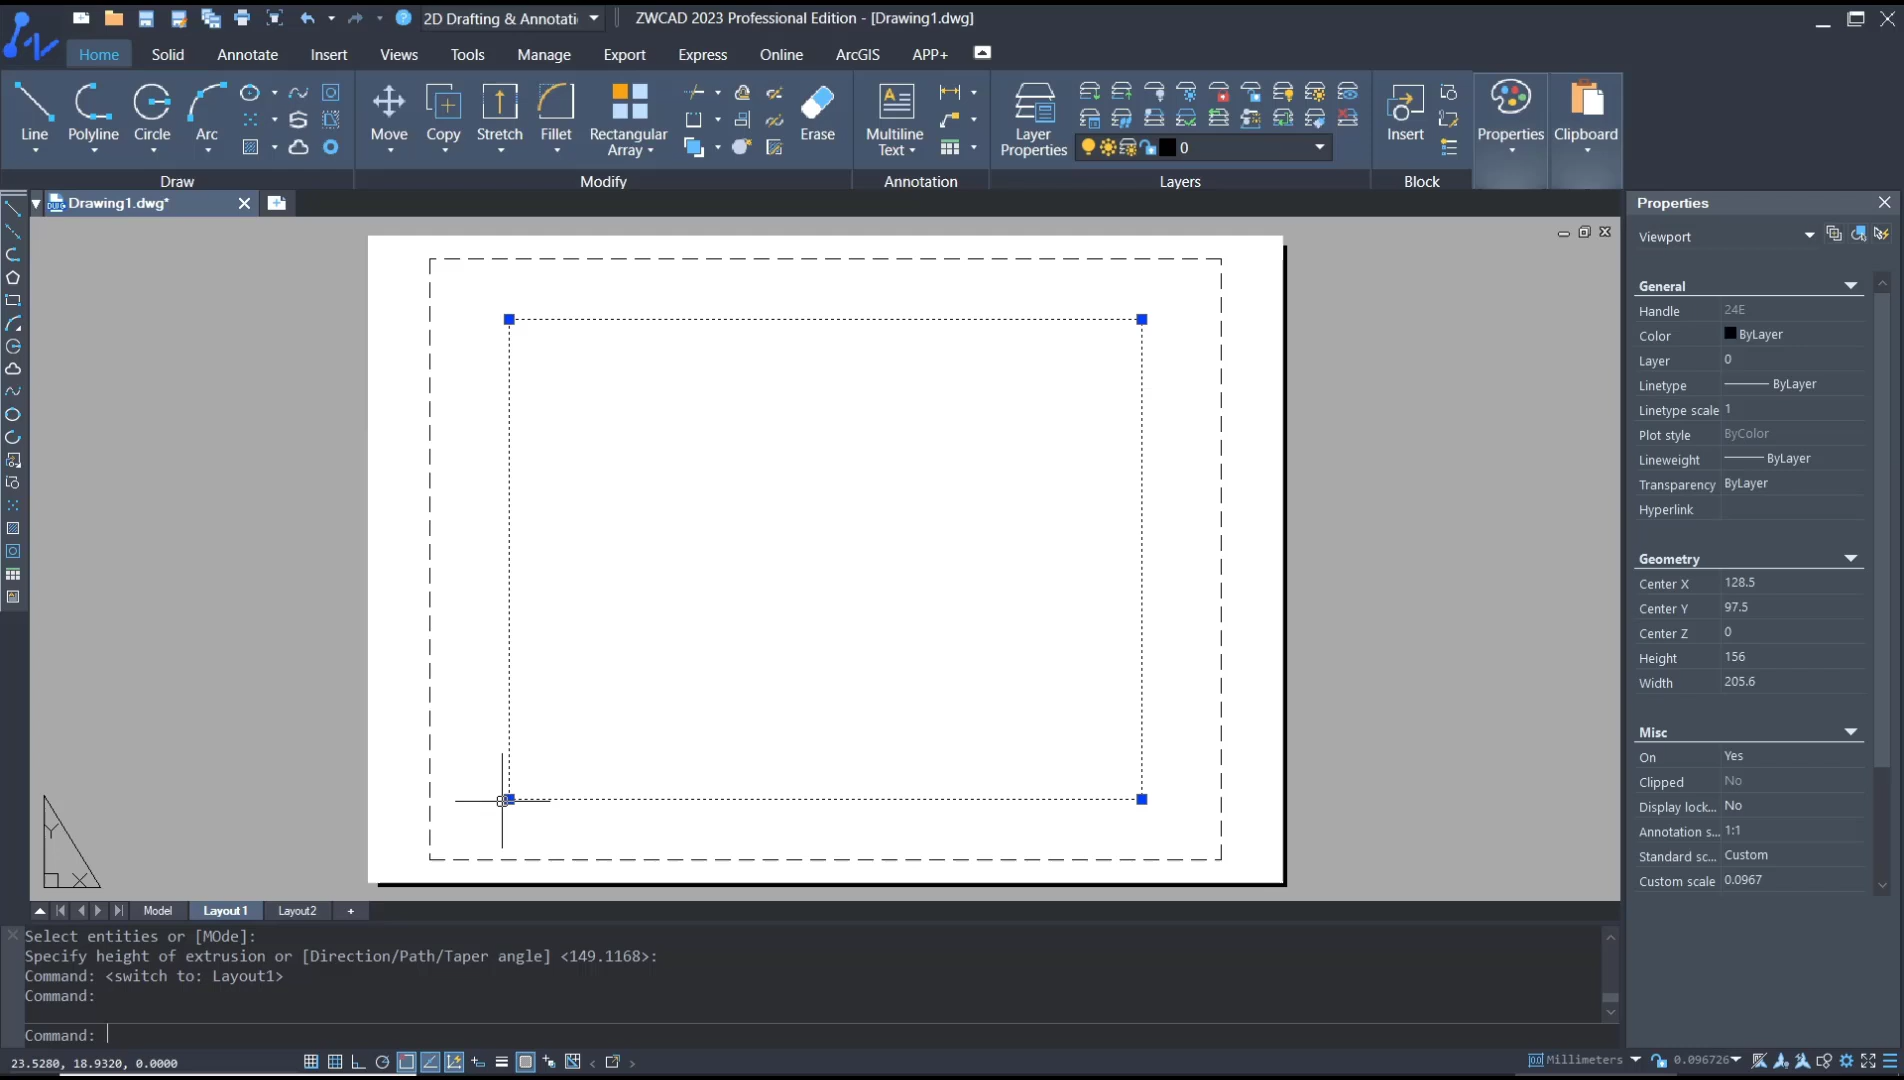 2D Drafting & Annotati
ZWCAD 2023 Professional Edition - [Drawing1.dwg]
Home Solid Annotate Insert Views Tools Manage Export Express Online ArcGIS APP+
Line Polyline Circle Arc Move Copy Stretch Fillet Rectangular Array Erase Multiline Text Layer Properties Insert Properties Clipboard
0
Draw Modify Annotation Layers Block
Drawing1.dwg*
Properties
Viewport
General
Handle 24E
Color ByLayer
Layer 0
Linetype ByLayer
Linetype scale 1
Plot style ByColor
Lineweight ByLayer
Transparency ByLayer
Hyperlink
Geometry
Center X 128.5
Center Y 97.5
Center Z 0
Height 156
Width 205.6
Misc
On Yes
Clipped No
Display lock... No
Annotation s... 1:1
Standard sc... Custom
Custom scale 0.0967
Y
X
Model Layout1 Layout2 +
Select entities or [MOde]:
Specify height of extrusion or [Direction/Path/Taper angle] <149.1168>:
Command: <switch to: Layout1>
Command:
Command:
23.5280, 18.9320, 0.0000
Millimeters 0.096726